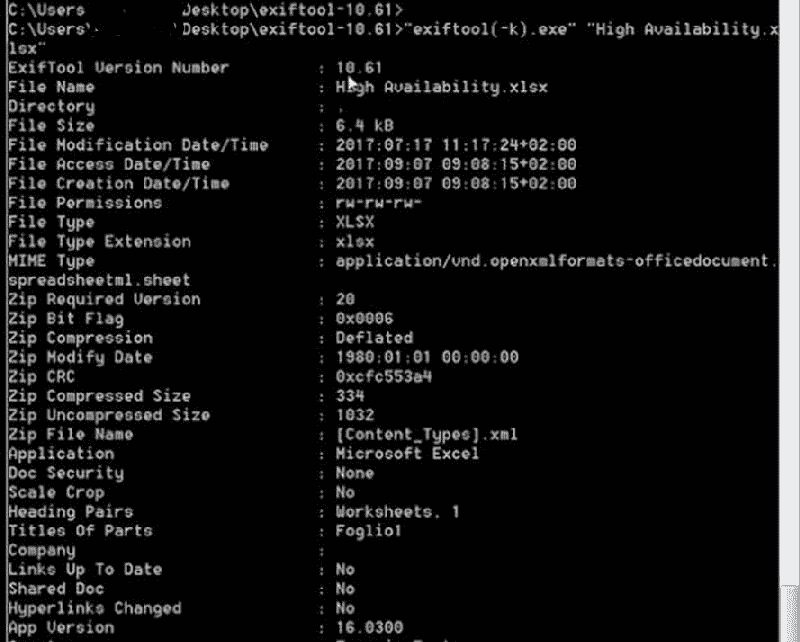 C:\Users Desktop\exiftool-10.61>
C:\Users\ Desktop\exiftool-10.61>"exiftool(-k).exe" "High Availability.x
lsx"
ExifTool Version Number : 10.61
File Name : High Availability.xlsx
Directory : .
File Size : 6.4 kB
File Modification Date/Time : 2017:07:17 11:17:24+02:00
File Access Date/Time : 2017:09:07 09:08:15+02:00
File Creation Date/Time : 2017:09:07 09:08:15+02:00
File Permissions : rw-rw-rw-
File Type : XLSX
File Type Extension : xlsx
MIME Type : application/vnd.openxmlformats-officedocument.
spreadsheetml.sheet
Zip Required Version : 20
Zip Bit Flag : 0x0006
Zip Compression : Deflated
Zip Modify Date : 1980:01:01 00:00:00
Zip CRC : 0xcfc553a4
Zip Compressed Size : 334
Zip Uncompressed Size : 1032
Zip File Name : [Content_Types].xml
Application : Microsoft Excel
Doc Security : None
Scale Crop : No
Heading Pairs : Worksheets, 1
Titles Of Parts : Foglio1
Company :
Links Up To Date : No
Shared Doc : No
Hyperlinks Changed : No
App Version : 16.0300